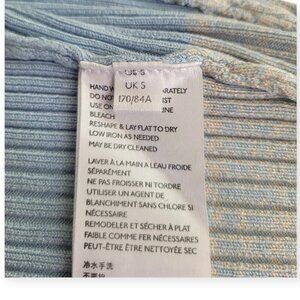 UK S
170/84A
HAND W
ARATELY
DO NO
IST
USE ON
BLEACH
RESHAPE & LAY FLAT TO DRY
LOW IRON AS NEEDED
MAY BE DRYCLEANED
LAVER À LA MAIN A L'EAU FROIDE
SÉPARÉMENT
NE PAS FROISSER NI TORDRE
UTILISER UN AGENT DE
BLANCHIMENT SANS CHLORE SI
NÉCESSAIRE
REMODELER ET SÉCHER À PLAT
FAIBLE COMME FER NÉCESSAIRES
PEUT-ÊTRE ÊTRE NETTOYÉE SEC
冷水手洗